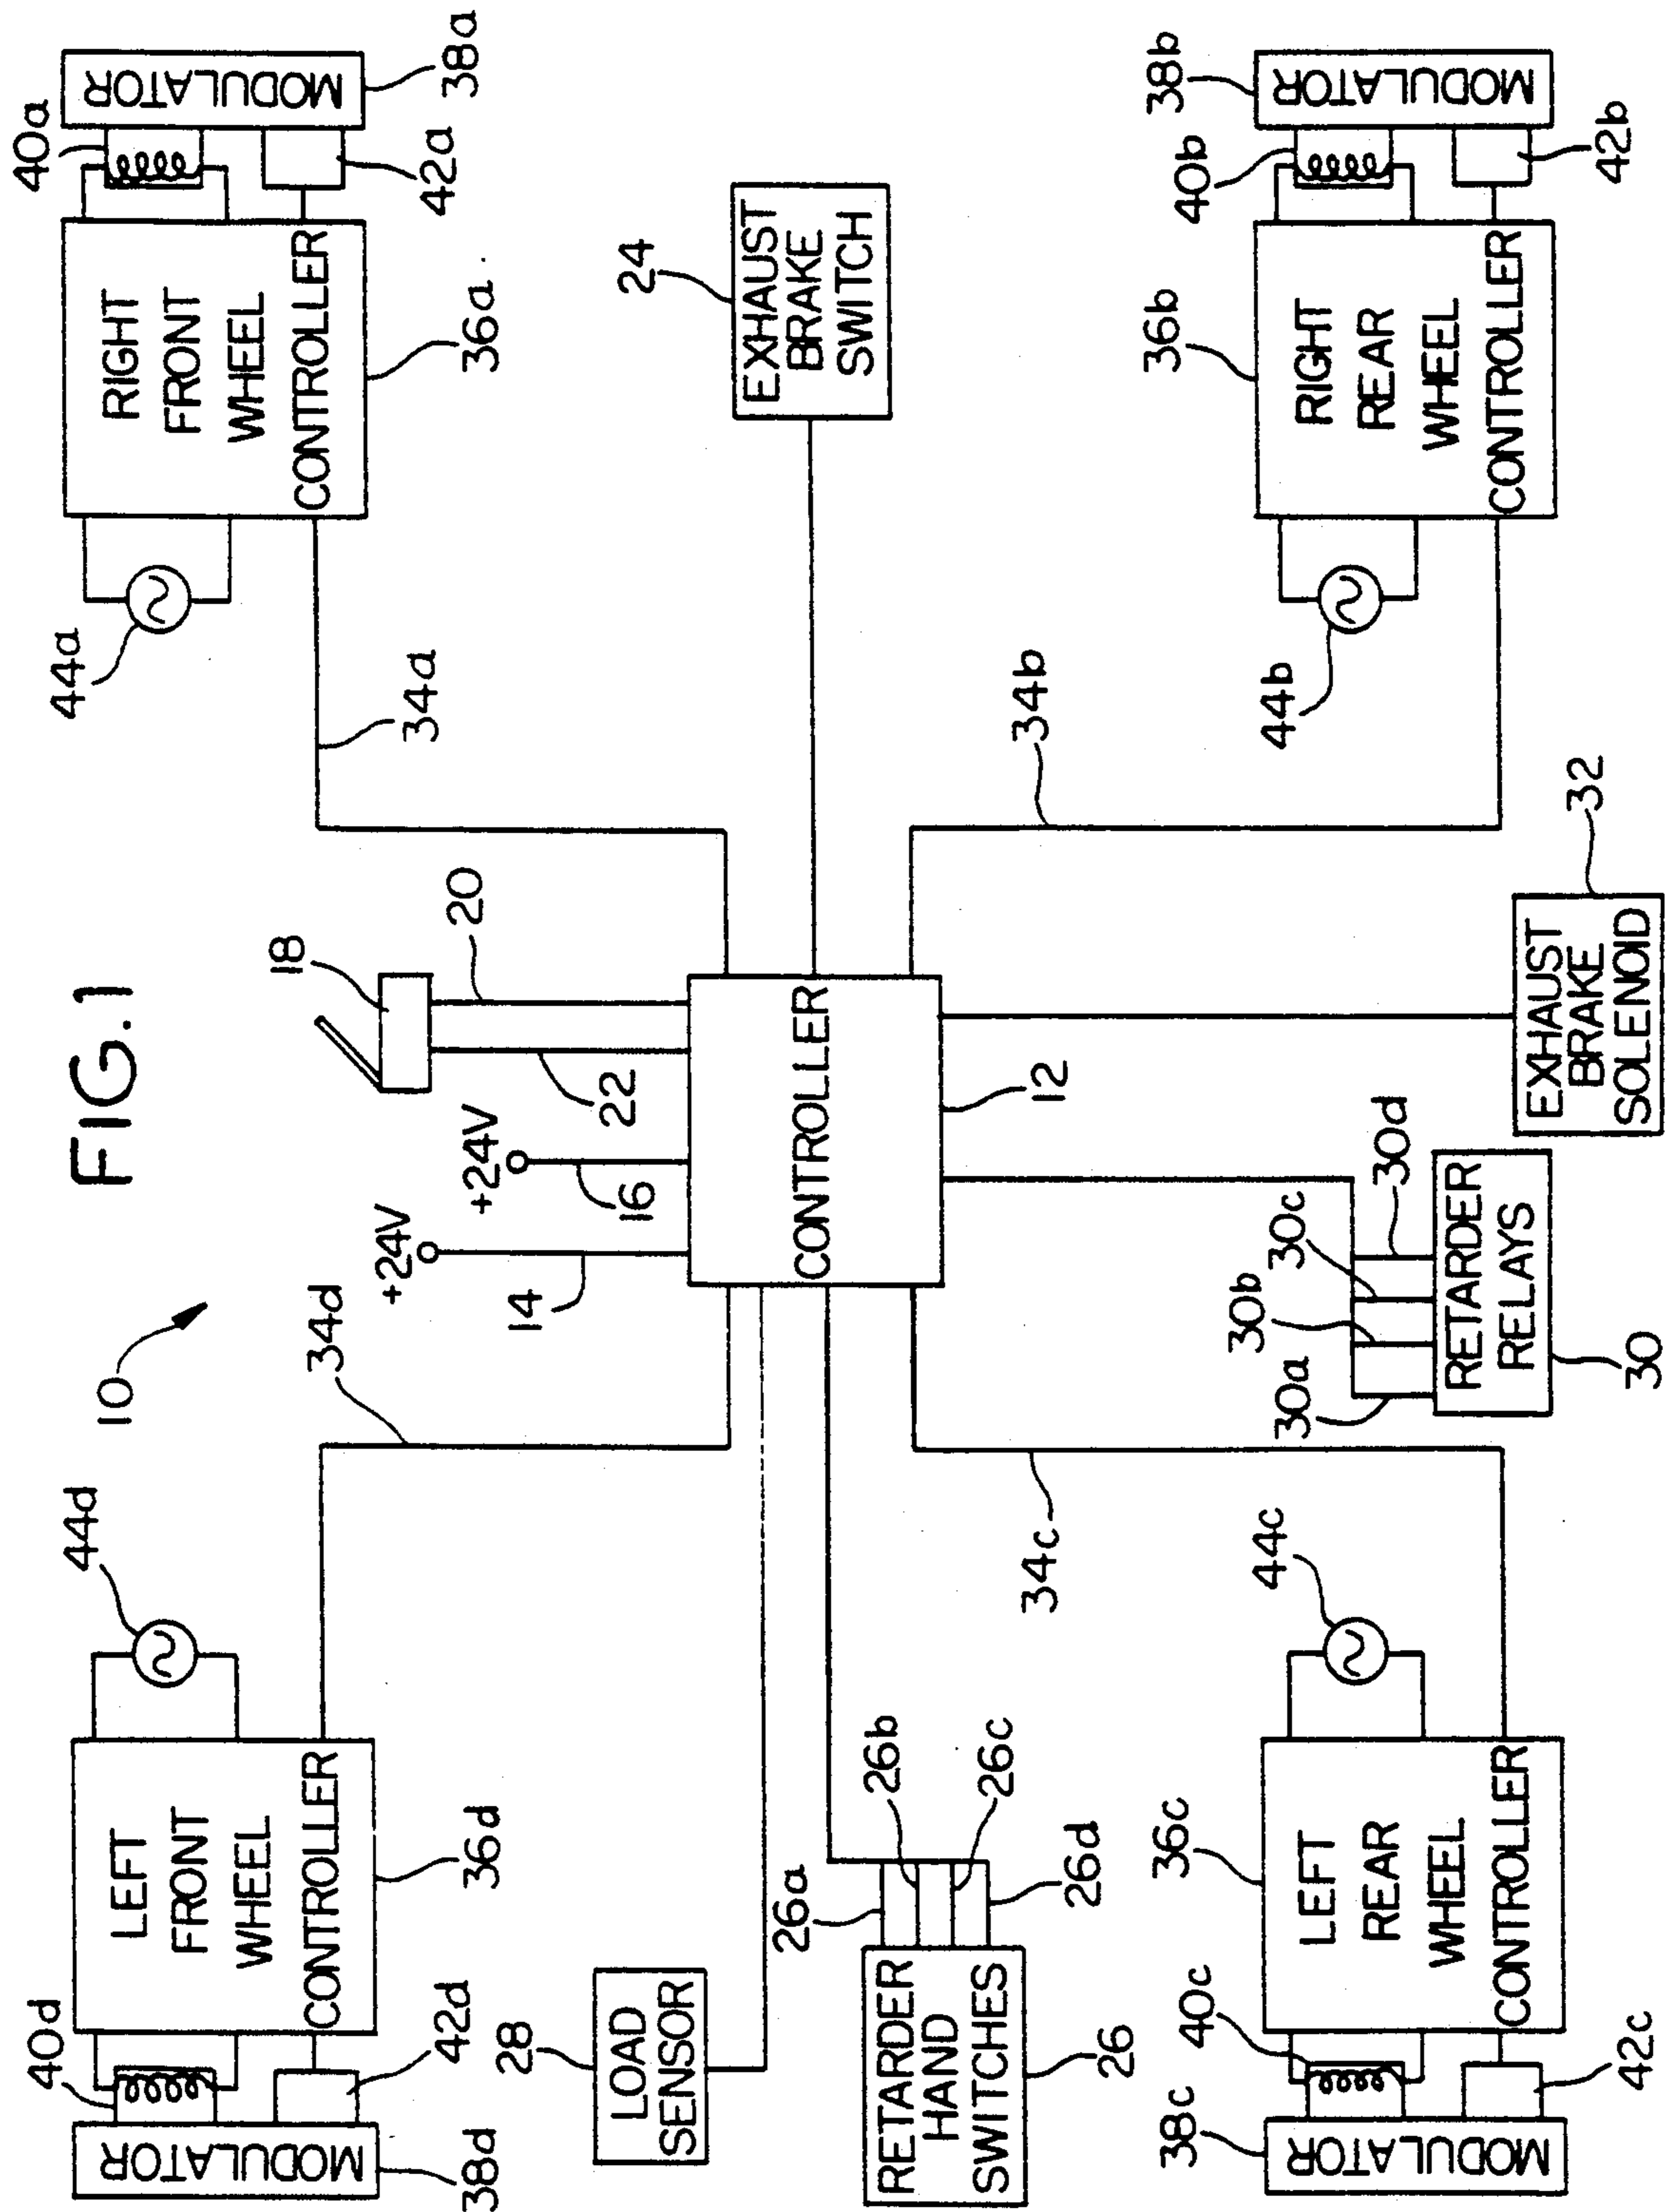 FIG. 1
10
40d
LEFT
FRONT
WHEEL
CONTROLLER
44d
34d
MODULATOR
38d
42d
36d
+24V
+24V
14
16
22
18
20
44a
34a
RIGHT
FRONT
WHEEL
CONTROLLER
36a
40a
MODULATOR
38a
42a
28
LOAD
SENSOR
CONTROLLER
12
24
EXHAUST
BRAKE
SWITCH
26a
26b
26c
26d
RETARDER
HAND
SWITCHES
26
34c
34b
38c
40c
MODULATOR
42c
36c
LEFT
REAR
WHEEL
CONTROLLER
44c
30a
30b
30c
30d
RETARDER
RELAYS
30
EXHAUST
BRAKE
SOLENOID
32
44b
36b
RIGHT
REAR
WHEEL
CONTROLLER
40b
38b
MODULATOR
42b